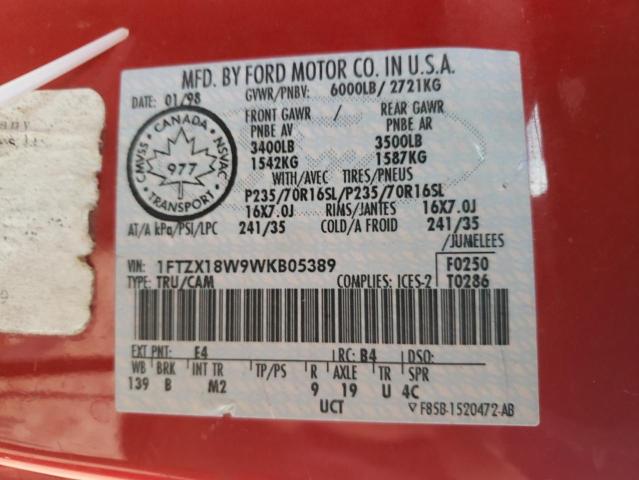 MFD. BY FORD MOTOR CO. IN U.S.A.
DATE: 01/98 GVWR/PNBV: 6000LB/ 2721KG
FRONT GAWR / REAR GAWR
PNBE AV PNBE AR
3400LB 3500LB
1542KG 1587KG
CANADA
CMVSS NSVAC
977
TRANSPORT
WITH/AVEC TIRES/PNEUS
P235/70R16SL/P235/70R16SL
16X7.0J RIMS/JANTES 16X7.0J
AT/A kPa/PSI/LPC 241/35 COLD/A FROID 241/35
/JUMELEES
VIN: 1FTZX18W9WKB05389 F0250
TYPE: TRU/CAM COMPLIES: ICES-2 T0286
EXT PNT: E4 RC: B4 DSO:
WB BRK INT TR TP/PS R AXLE TR SPR
139 B M2 9 19 U 4C
UCT F85B-1520472-AB
any